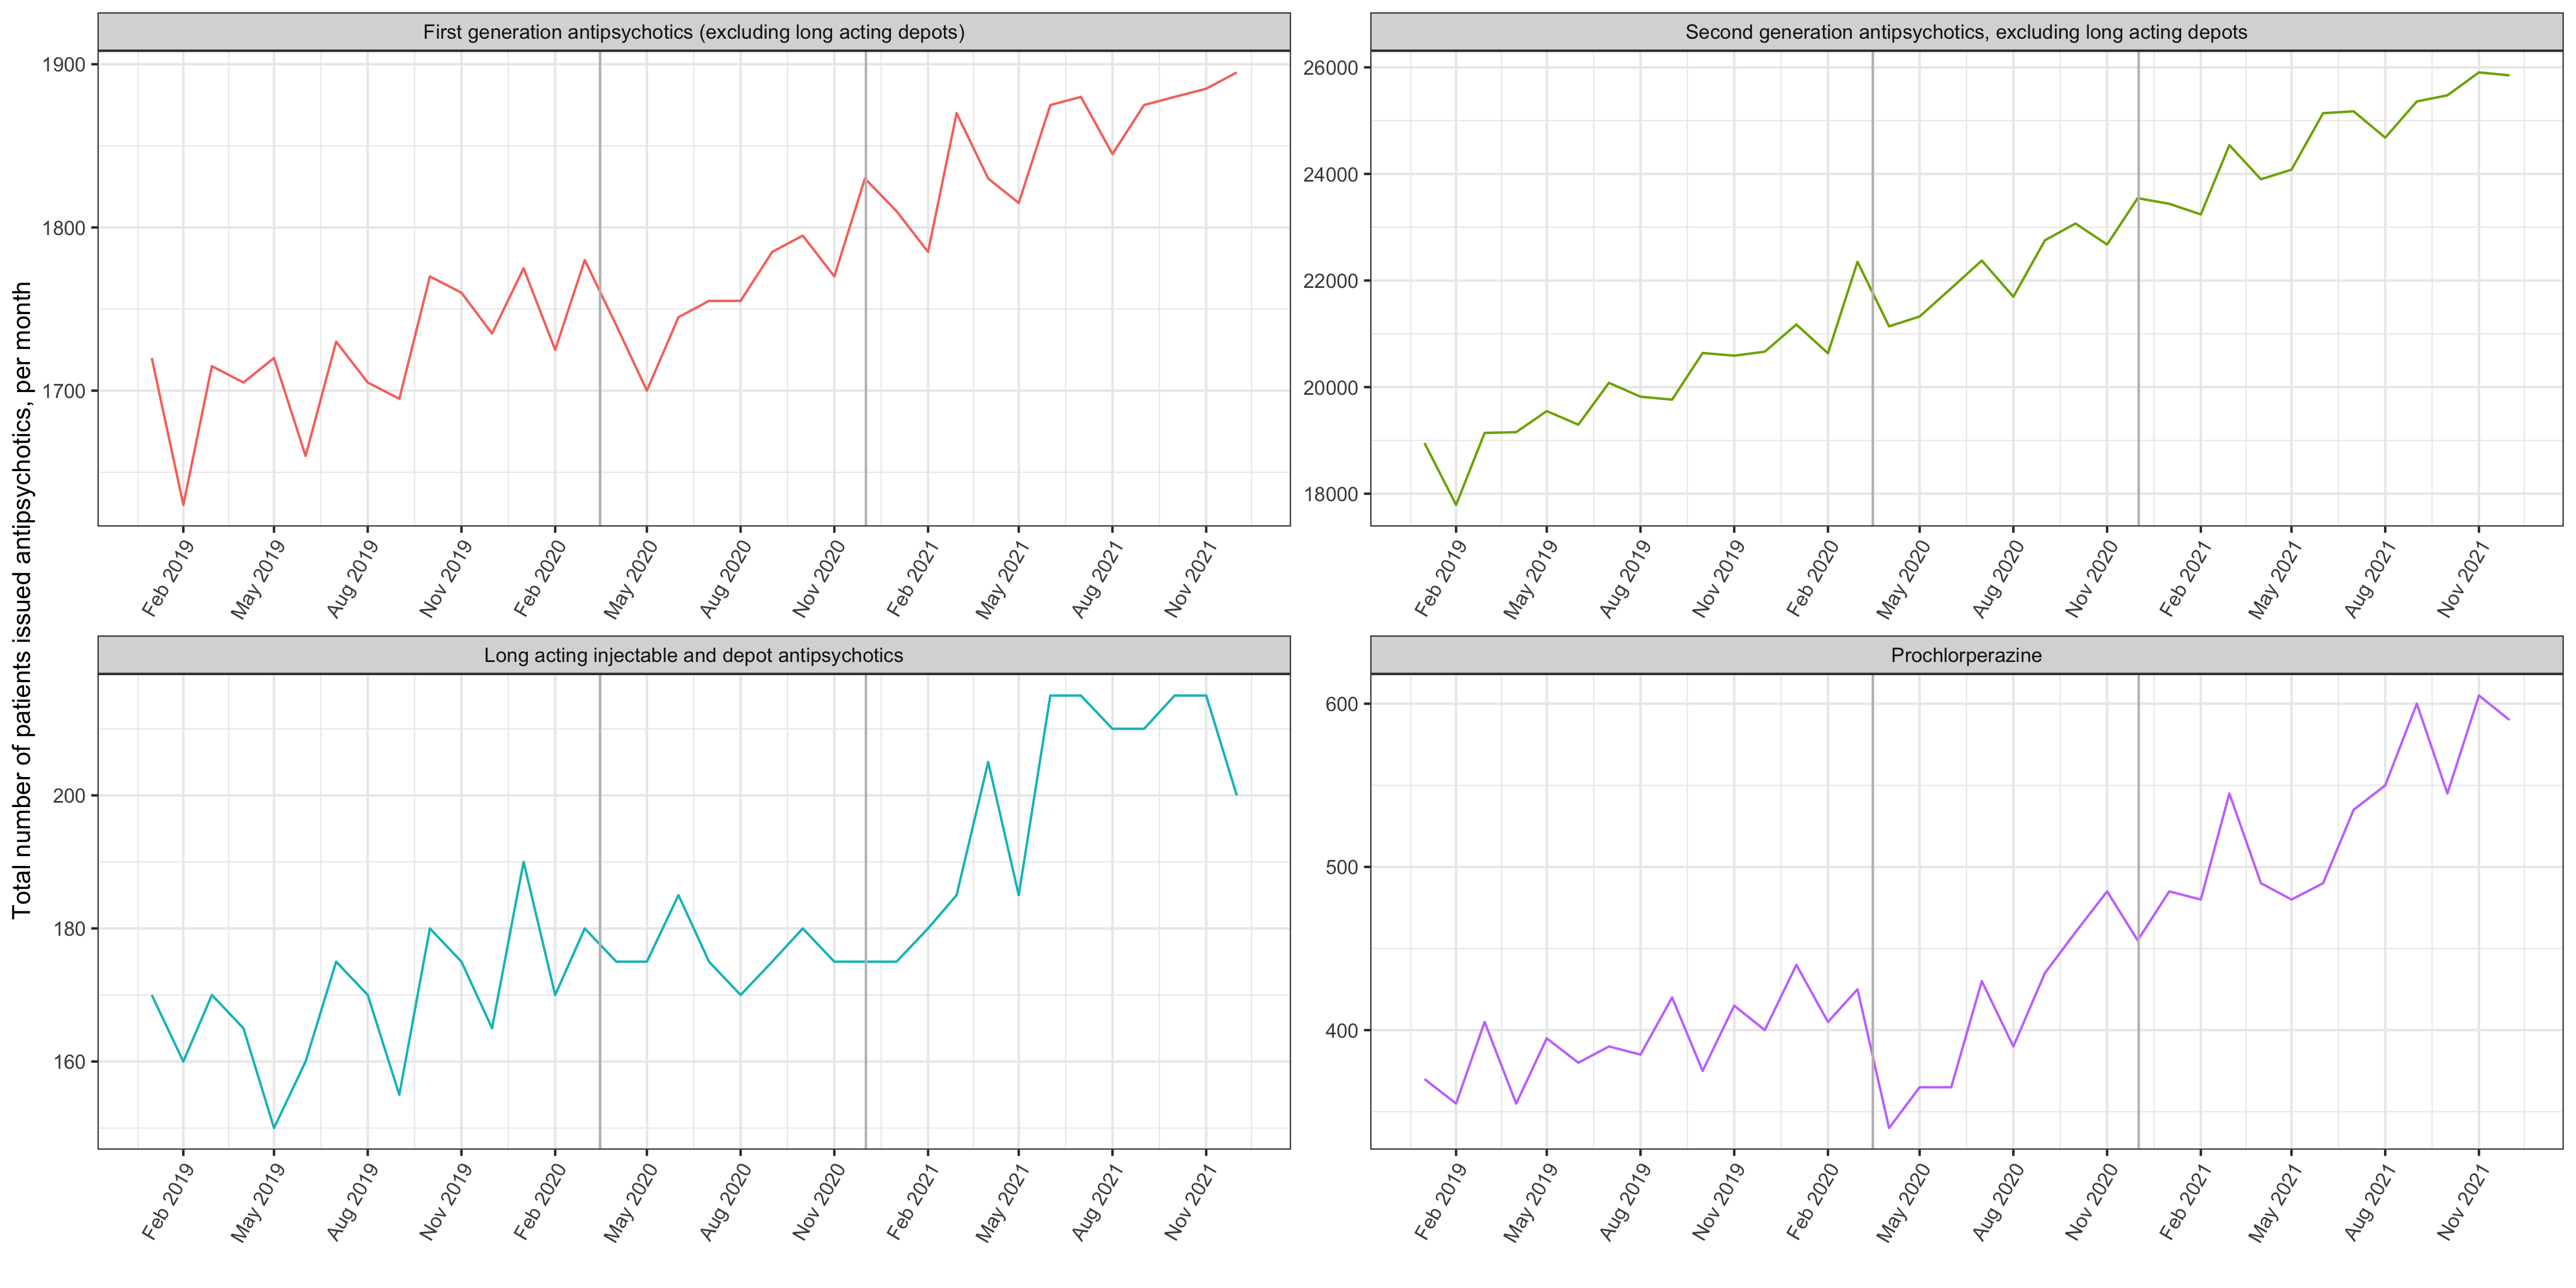 Total number of patients issued antipsychotics, per month
First generation antipsychotics (excluding long acting depots)
1900
1800
1700
Feb 2019
May 2019
Aug 2019
Nov 2019
Feb 2020
May 2020
Aug 2020
Nov 2020
Feb 2021
May 2021
Aug 2021
Nov 2021
Second generation antipsychotics, excluding long acting depots
26000
24000
22000
20000
18000
Feb 2019
May 2019
Aug 2019
Nov 2019
Feb 2020
May 2020
Aug 2020
Nov 2020
Feb 2021
May 2021
Aug 2021
Nov 2021
Long acting injectable and depot antipsychotics
200
180
160
Feb 2019
May 2019
Aug 2019
Nov 2019
Feb 2020
May 2020
Aug 2020
Nov 2020
Feb 2021
May 2021
Aug 2021
Nov 2021
Prochlorperazine
600
500
400
Feb 2019
May 2019
Aug 2019
Nov 2019
Feb 2020
May 2020
Aug 2020
Nov 2020
Feb 2021
May 2021
Aug 2021
Nov 2021